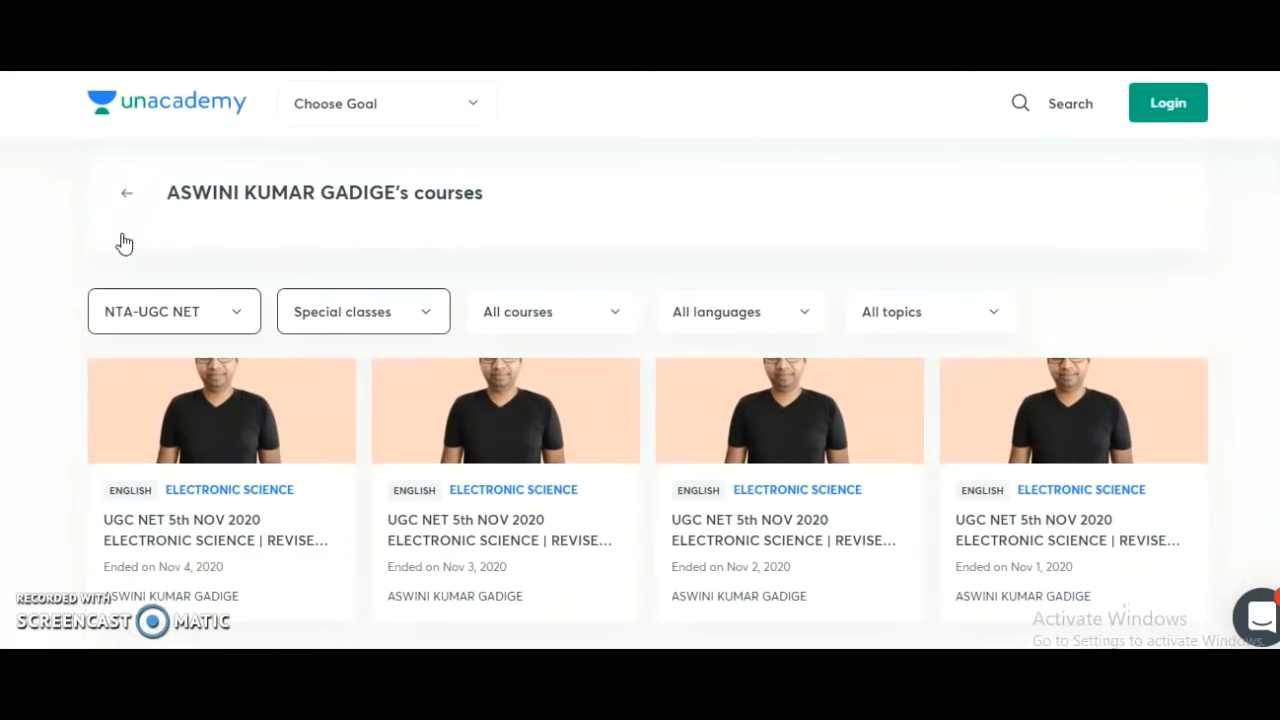 unacademy
Choose Goal
Search
Login
ASWINI KUMAR GADIGE's courses
NTA-UGC NET
Special classes
All courses
All languages
All topics
ENGLISH ELECTRONIC SCIENCE
UGC NET 5th NOV 2020
ELECTRONIC SCIENCE | REVISE...
Ended on Nov 4, 2020
ASWINI KUMAR GADIGE
ENGLISH ELECTRONIC SCIENCE
UGC NET 5th NOV 2020
ELECTRONIC SCIENCE | REVISE...
Ended on Nov 3, 2020
ASWINI KUMAR GADIGE
ENGLISH ELECTRONIC SCIENCE
UGC NET 5th NOV 2020
ELECTRONIC SCIENCE | REVISE...
Ended on Nov 2, 2020
ASWINI KUMAR GADIGE
ENGLISH ELECTRONIC SCIENCE
UGC NET 5th NOV 2020
ELECTRONIC SCIENCE | REVISE...
Ended on Nov 1, 2020
ASWINI KUMAR GADIGE
RECORDED WITH
SCREENCAST MATIC
Activate Windows
Go to Settings to activate Windows.